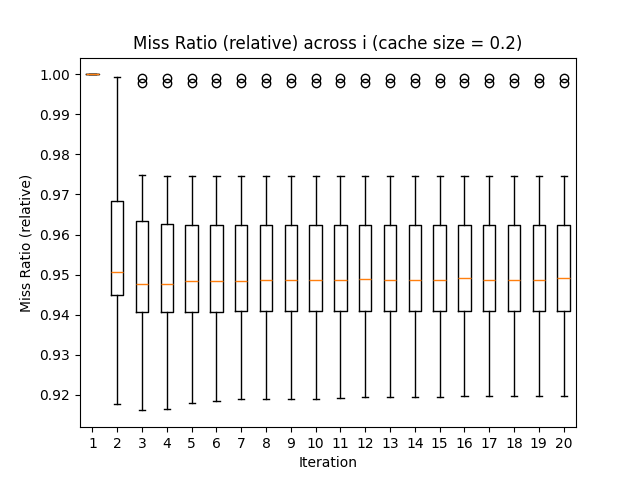 Miss Ratio (relative) across i (cache size = 0.2)
1.00
0.99
0.98
0.97
0.96
0.95
0.94
0.93
0.92
Miss Ratio (relative)
1 2 3 4 5 6 7 8 9 10 11 12 13 14 15 16 17 18 19 20
Iteration